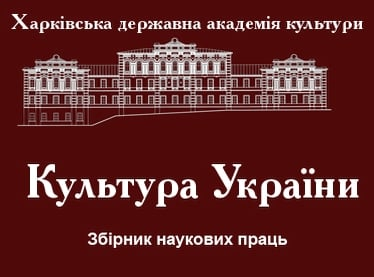 Харківська державна академія культури
Культура України
Збірник наукових праць